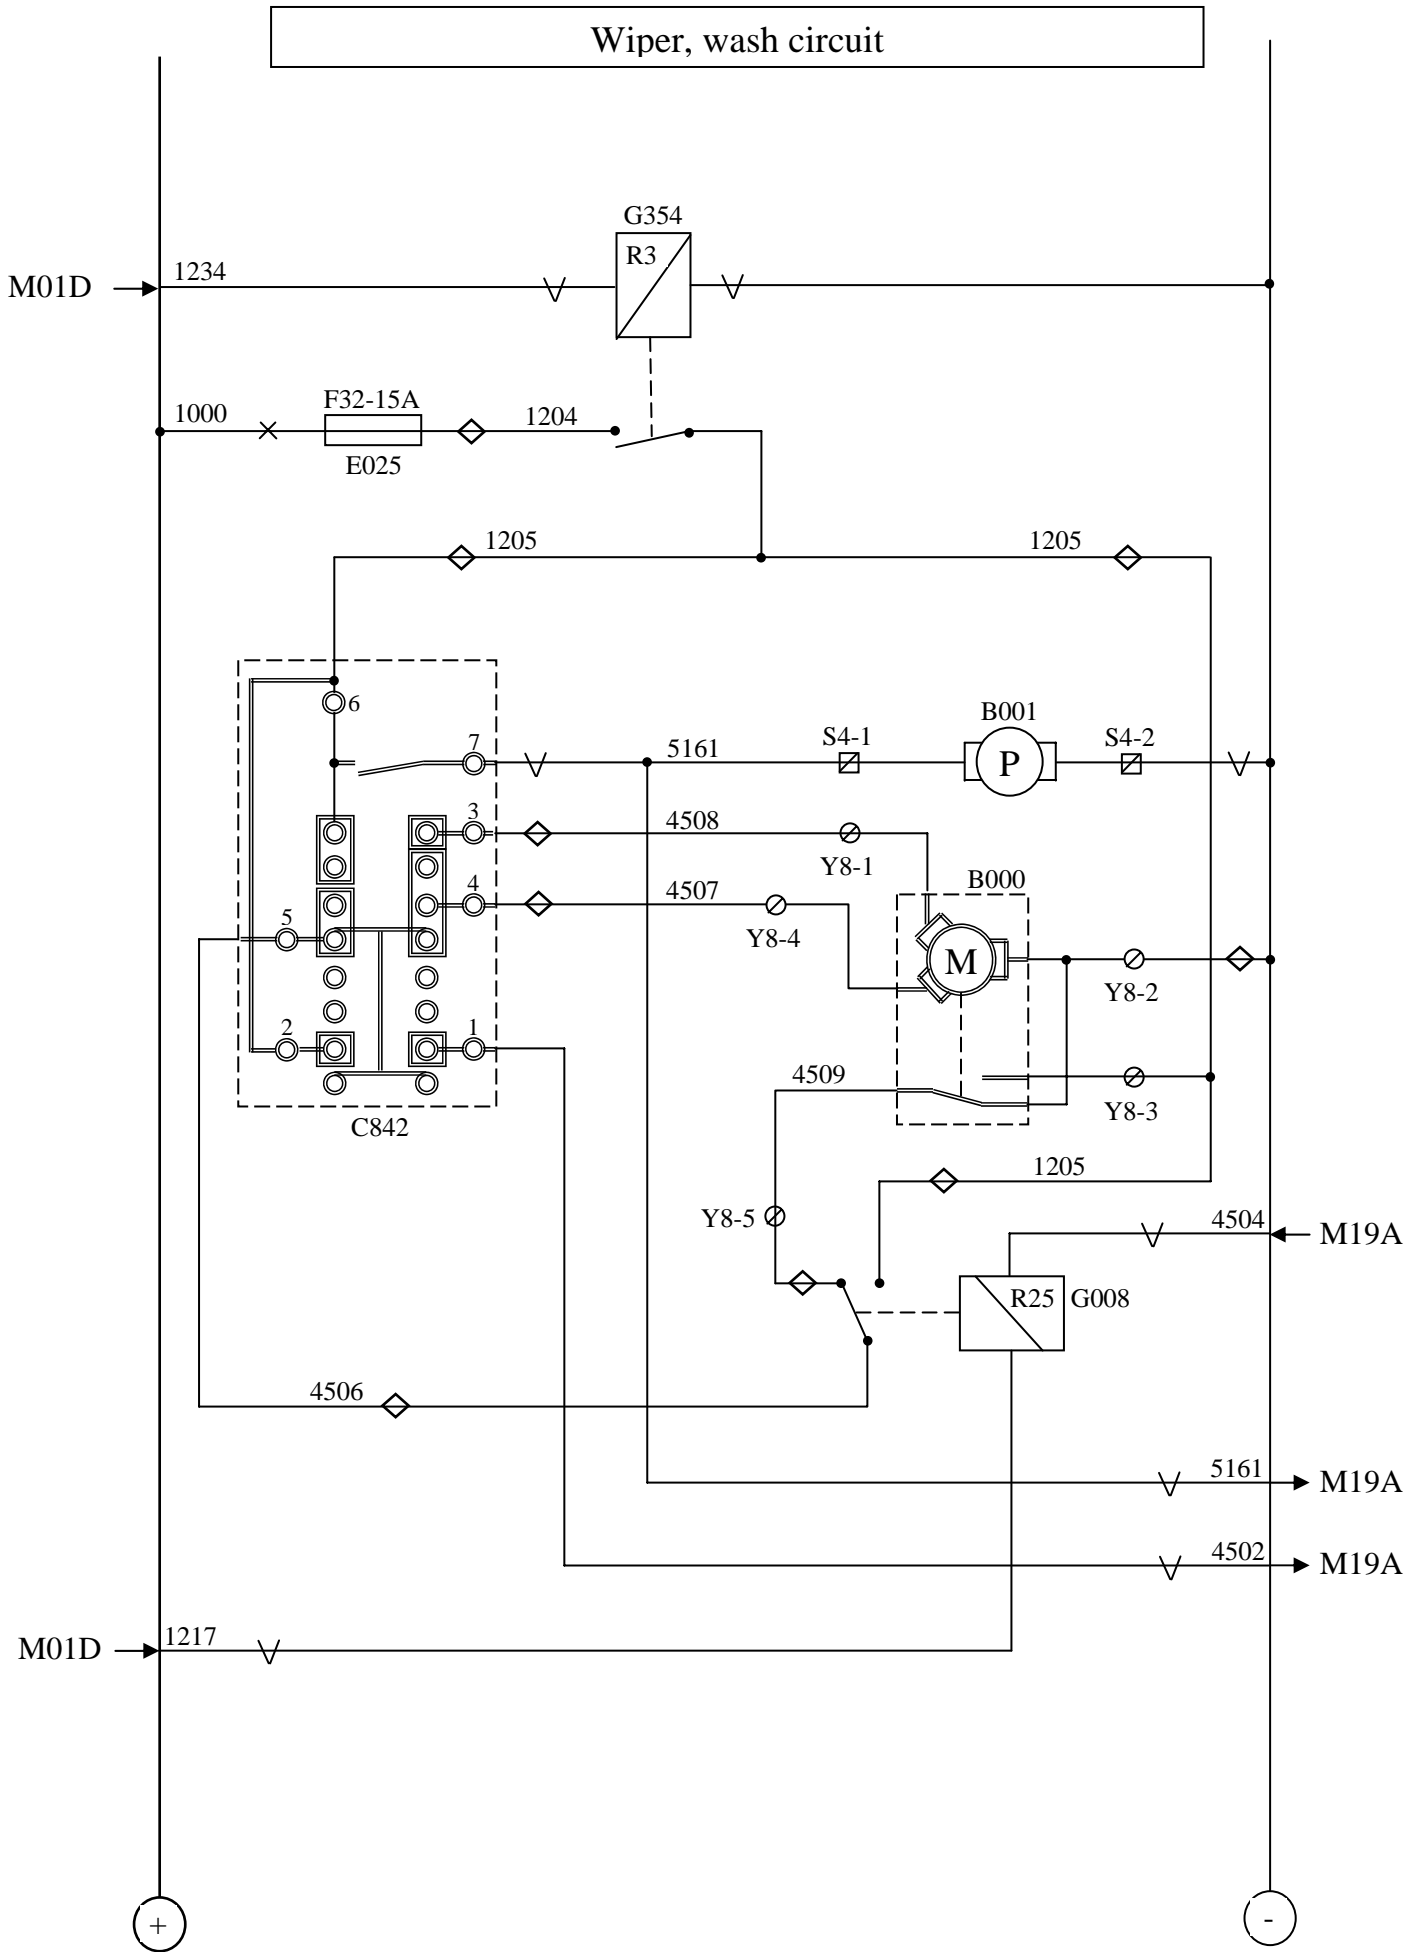 Wiper, wash circuit
G354
R3
M01D
1234
1000
F32-15A
1204
E025
1205
1205
6
7
5161
S4-1
B001
P
S4-2
3
4508
Y8-1
4
4507
Y8-4
B000
M
5
Y8-2
2
1
4509
Y8-3
C842
1205
Y8-5
4504
M19A
R25
G008
4506
5161
M19A
4502
M19A
M01D
1217
+
-